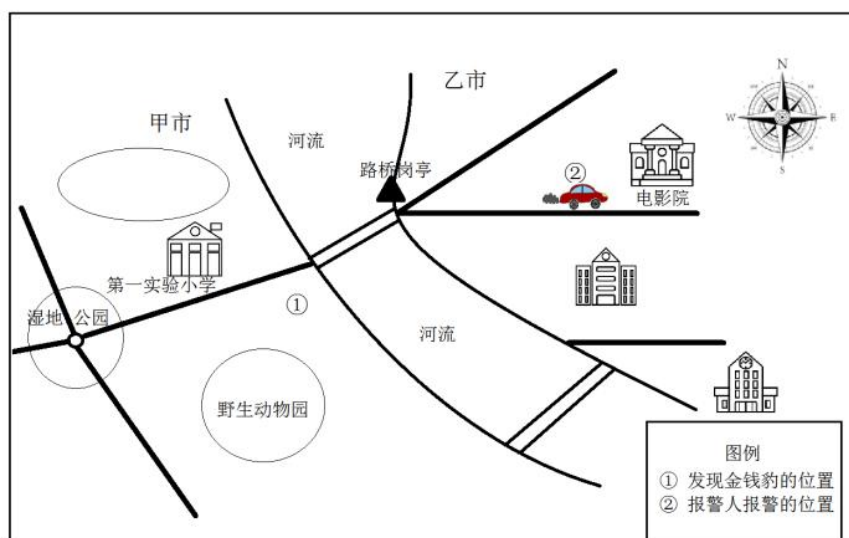 乙市
甲市
河流
N
W
E
S
路桥岗亭
②
电影院
第一实验小学
①
湿地 公园
河流
野生动物园
图例
① 发现金钱豹的位置
② 报警人报警的位置